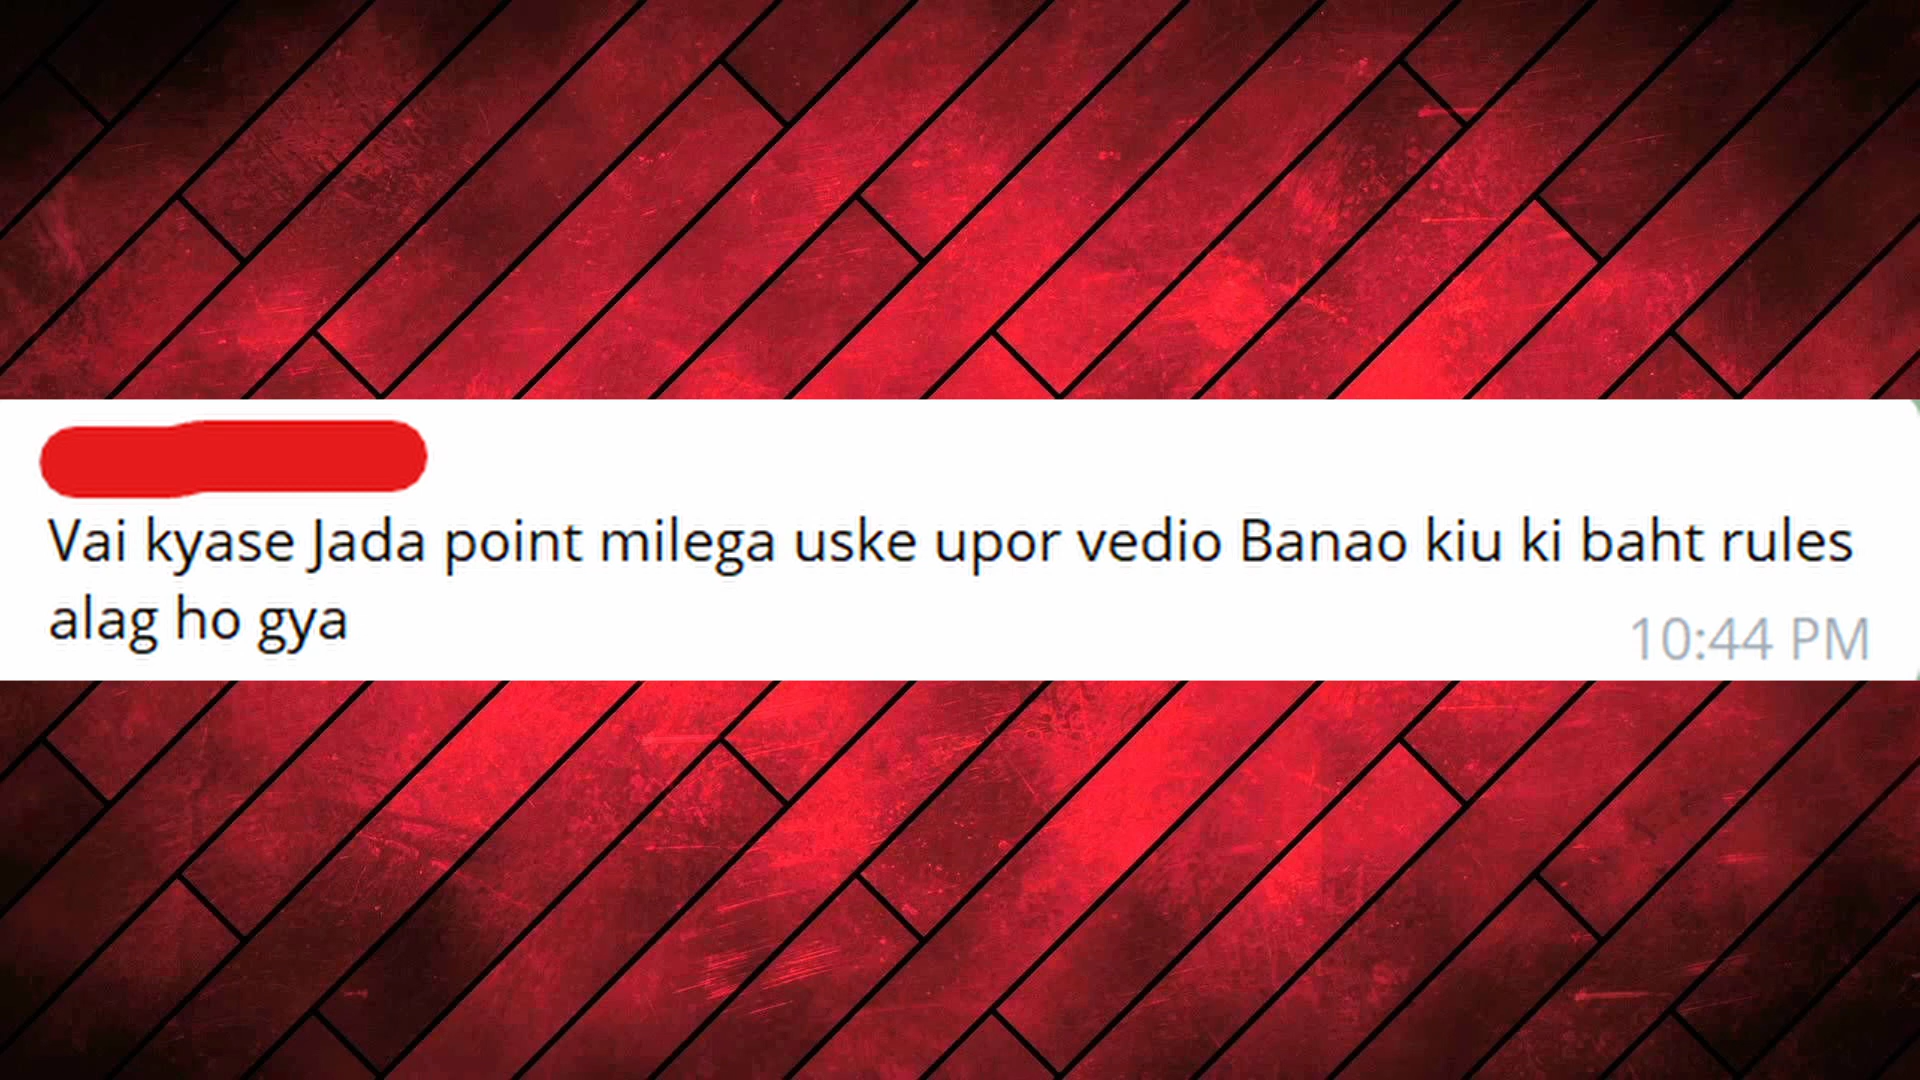 Vai kyase Jada point milega uske upor vedio Banao kiu ki baht rules
alag ho gya
10:44 PM